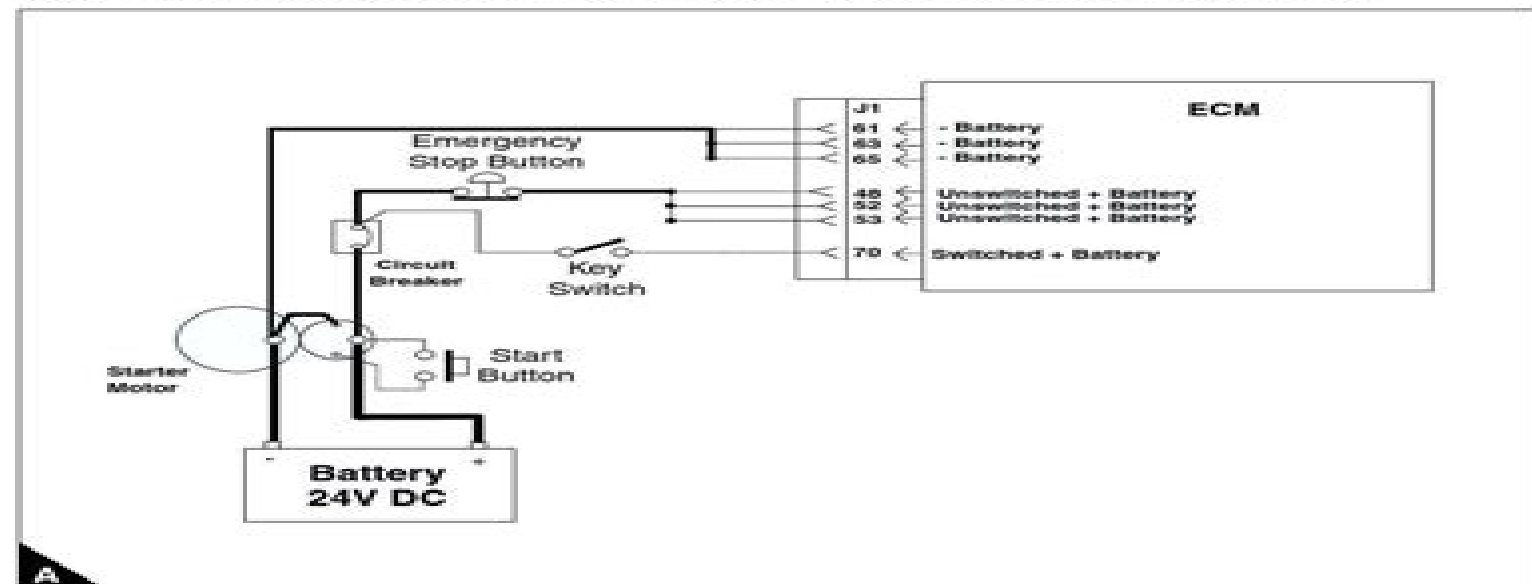 ECM
J1
61 - Battery
63 - Battery
65 - Battery
Emergency
Stop Button
48 Unswitched + Battery
52 Unswitched + Battery
53 Unswitched + Battery
70 Switched + Battery
Circuit
Breaker
Key
Switch
Starter
Motor
Start
Button
- +
Battery
24V DC
A